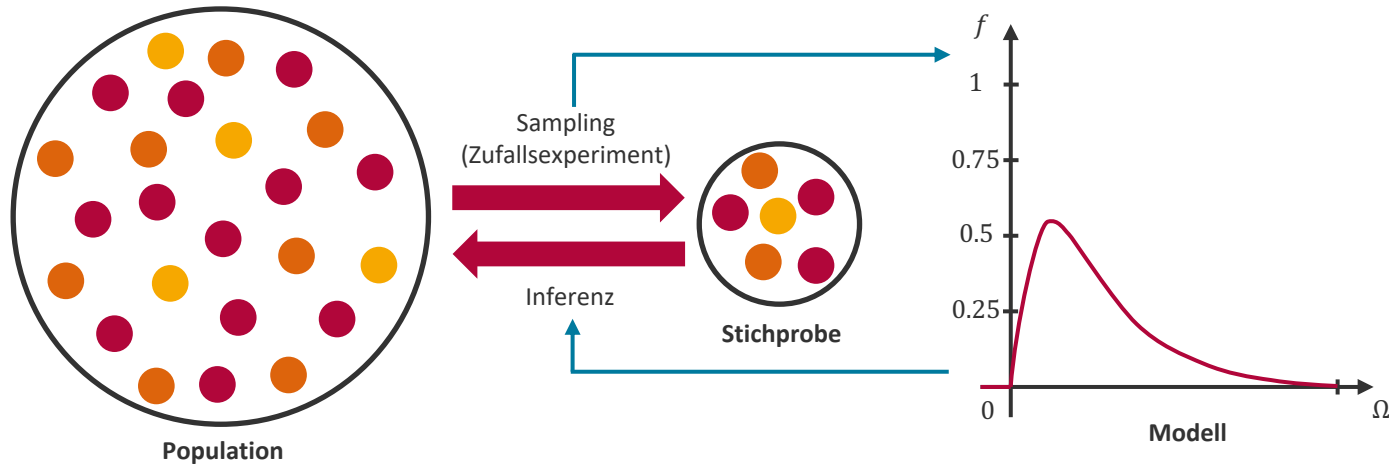 Population
Sampling
(Zufallsexperiment)
Inferenz
Stichprobe
f
1
0.75
0.5
0.25
0
Ω
Modell